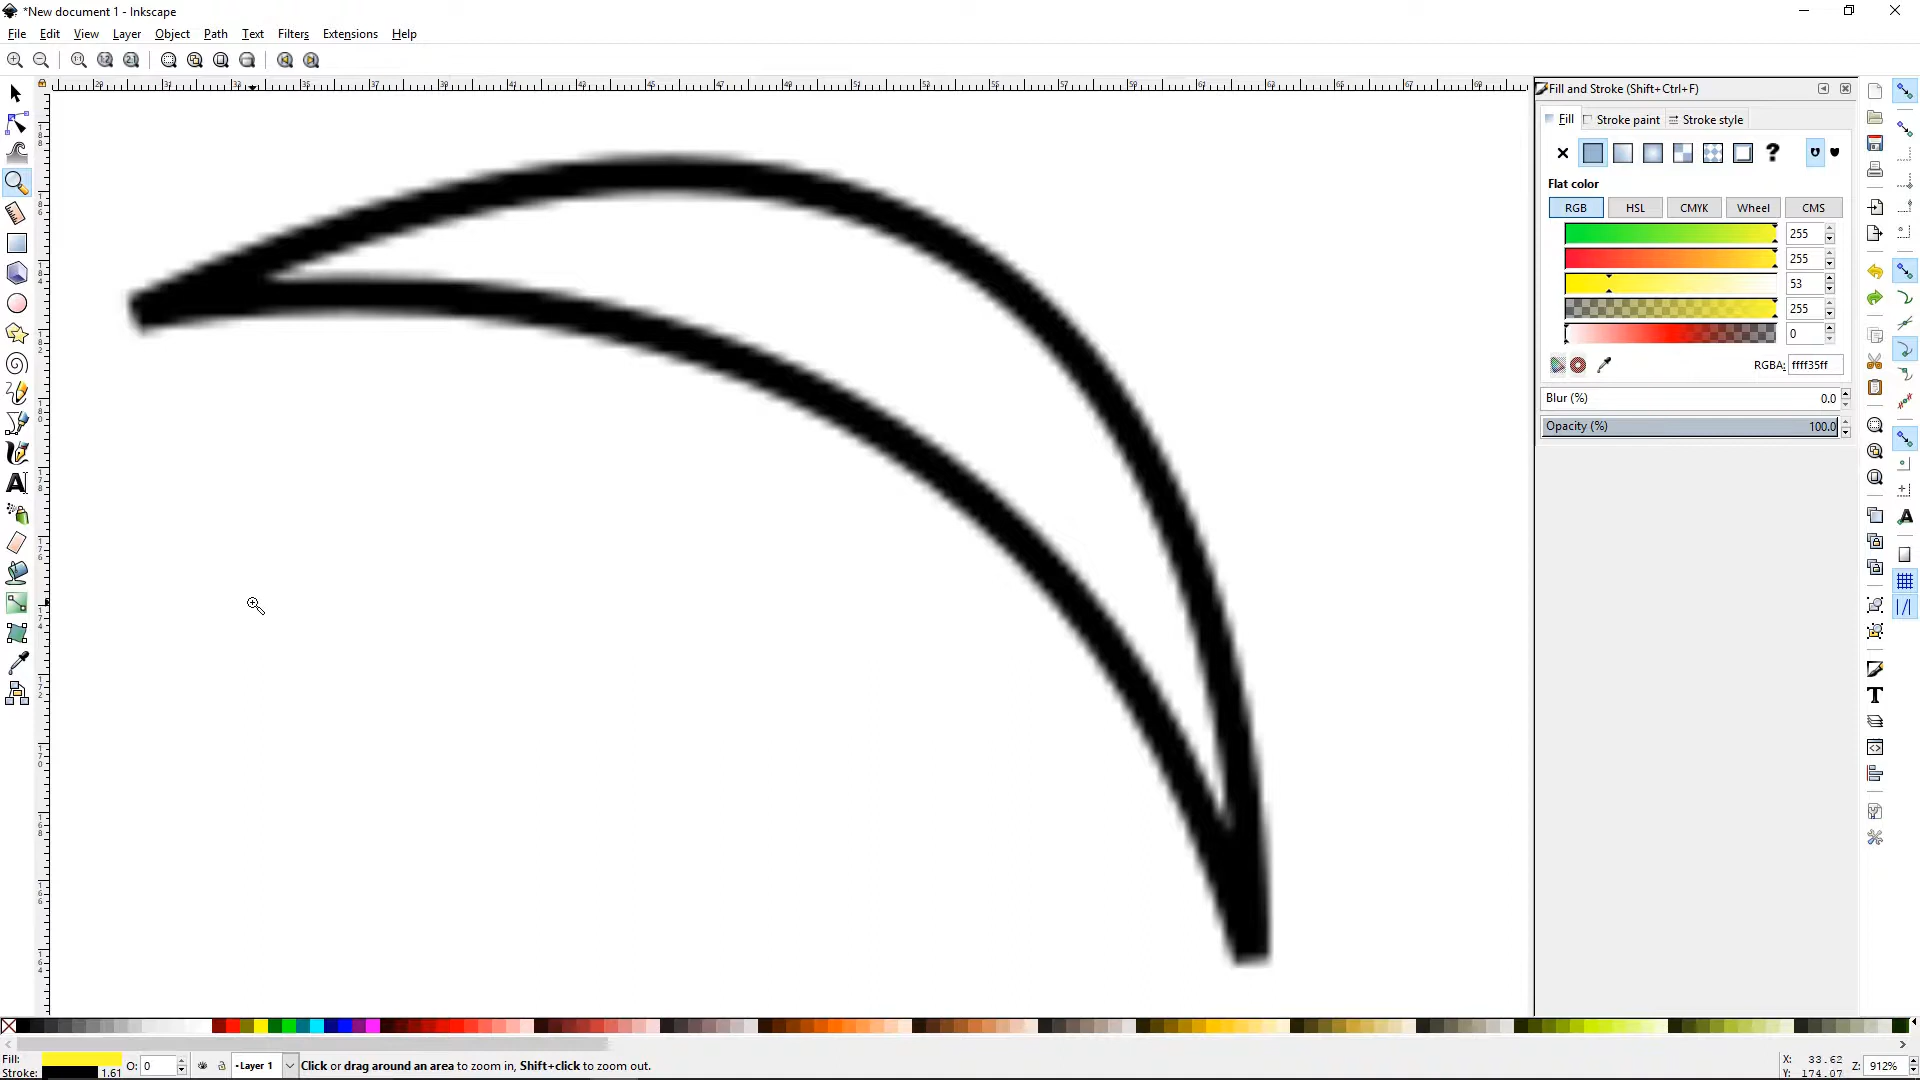 *New document 1 - Inkscape
File Edit View Layer Object Path Text Filters Extensions Help
Fill and Stroke (Shift+Ctrl+F)
Fill Stroke paint Stroke style
Flat color
RGB HSL CMYK Wheel CMS
255
255
53
255
0
RGBA: ffff35ff
Blur (%) 0.0
Opacity (%) 100.0
Fill:
Stroke: 1.61 O: 0 •Layer 1 Click or drag around an area to zoom in, Shift+click to zoom out.
X: 33.62
Y: 174.07
Z: 912%